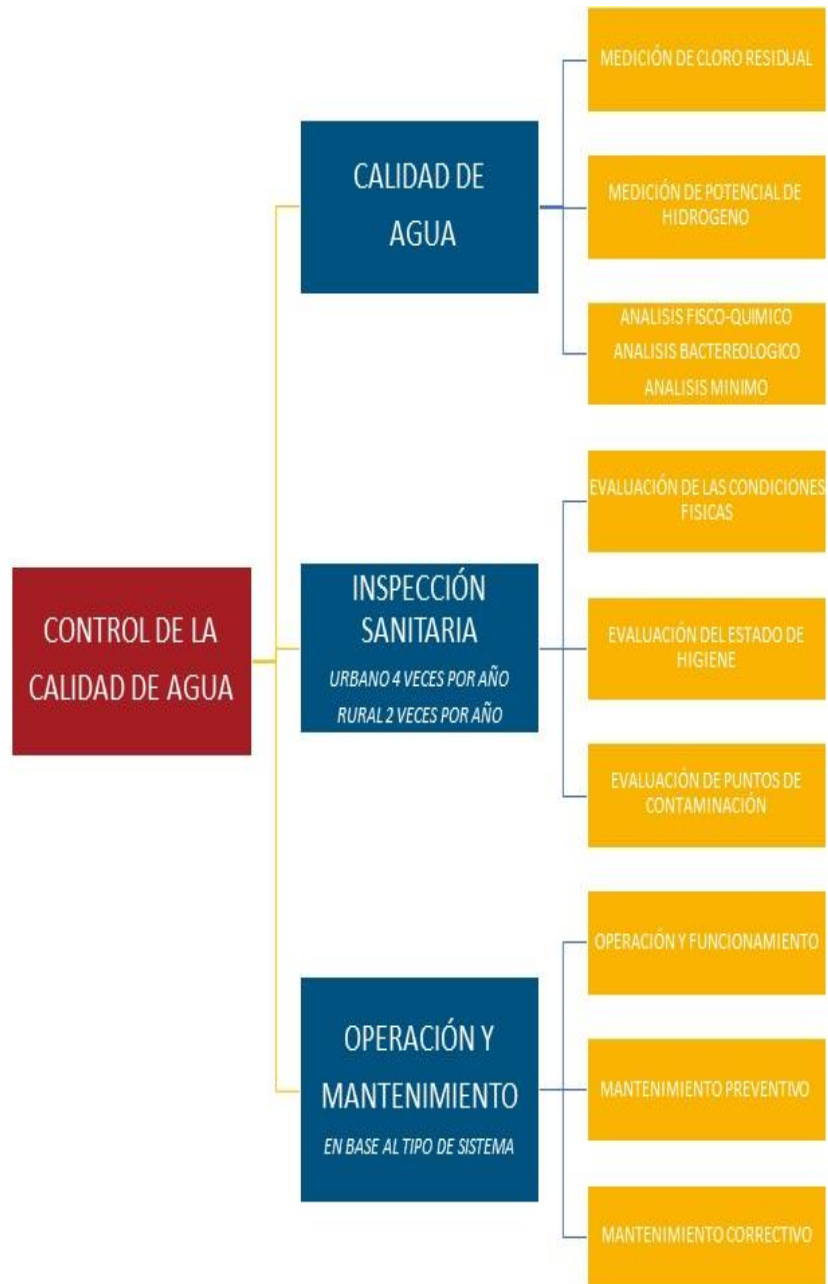 CONTROL DE LA
CALIDAD DE AGUA
CALIDAD DE
AGUA
MEDICIÓN DE CLORO RESIDUAL
MEDICIÓN DE POTENCIAL DE
HIDROGENO
ANALISIS FISCO-QUIMICO
ANALISIS BACTEREOLOGICO
ANALISIS MINIMO
INSPECCIÓN
SANITARIA
URBANO 4 VECES POR AÑO
RURAL 2 VECES POR AÑO
EVALUACIÓN DE LAS CONDICIONES
FISICAS
EVALUACIÓN DEL ESTADO DE
HIGIENE
EVALUACIÓN DE PUNTOS DE
CONTAMINACIÓN
OPERACIÓN Y
MANTENIMIENTO
EN BASE AL TIPO DE SISTEMA
OPERACIÓN Y FUNCIONAMIENTO
MANTENIMIENTO PREVENTIVO
MANTENIMIENTO CORRECTIVO